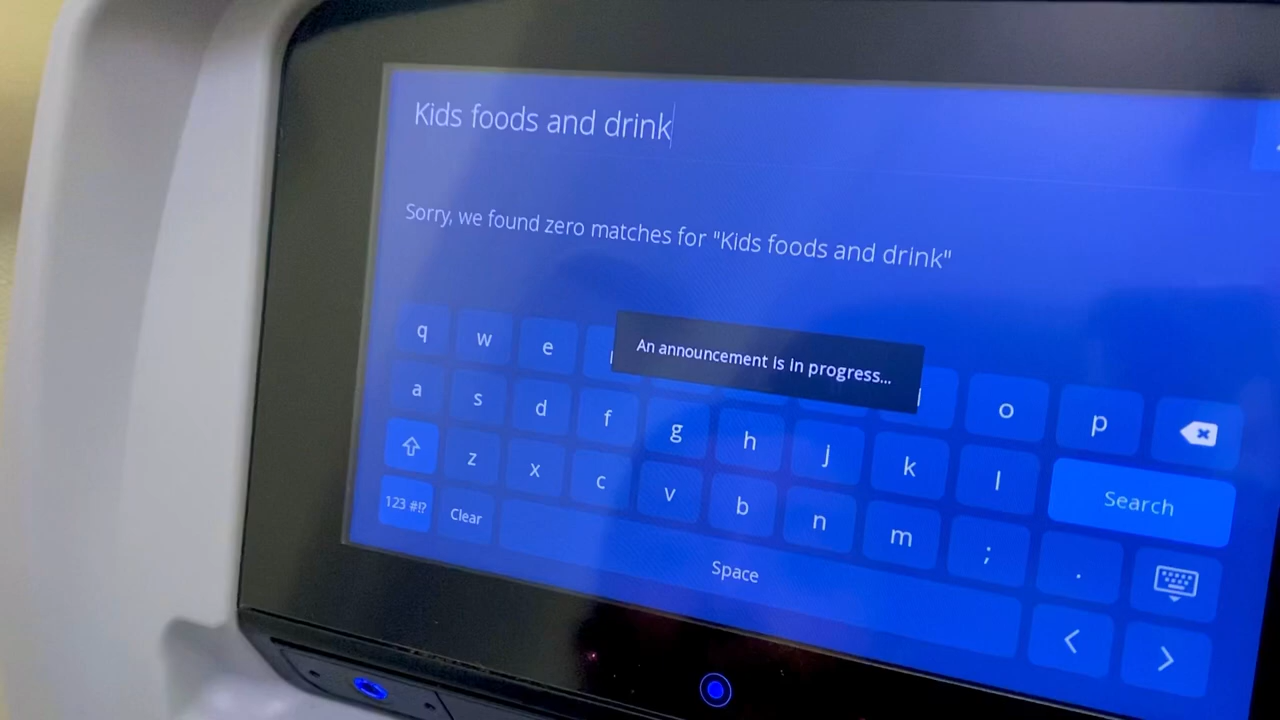 Kids foods and drink
Sorry, we found zero matches for "Kids foods and drink"
An announcement is in progress...
q w e o p
a s d f g h j k l Search
z x c v b n m ; .
123 #!? Clear Space < >